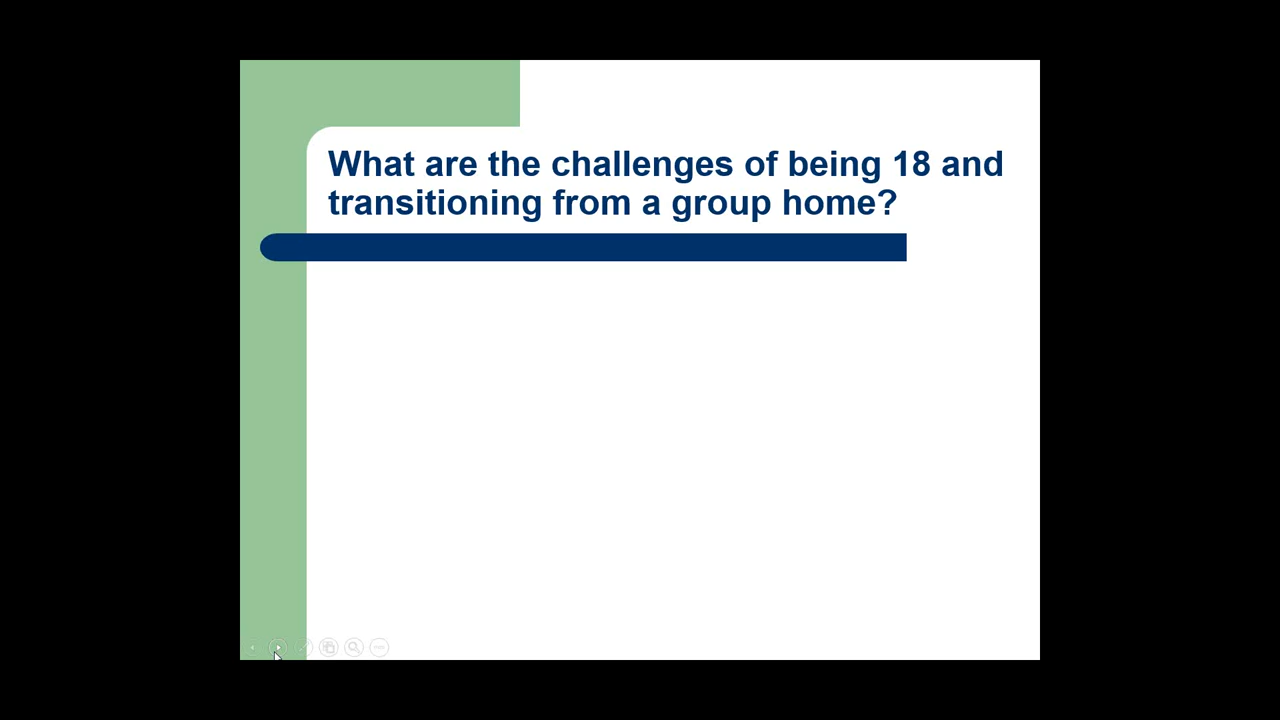 What are the challenges of being 18 and
transitioning from a group home?